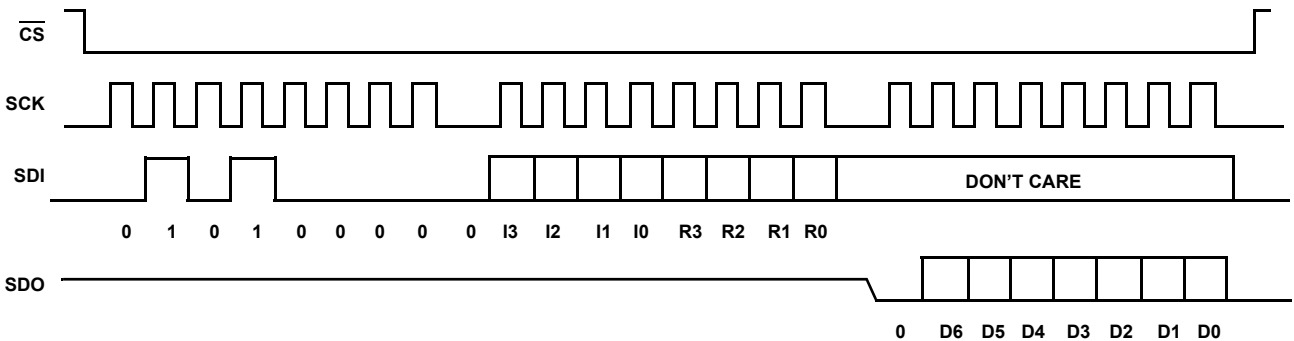 CS
SCK
SDI
DON'T CARE
0 1 0 1 0 0 0 0 0 I3 I2 I1 I0 R3 R2 R1 R0
SDO
0 D6 D5 D4 D3 D2 D1 D0